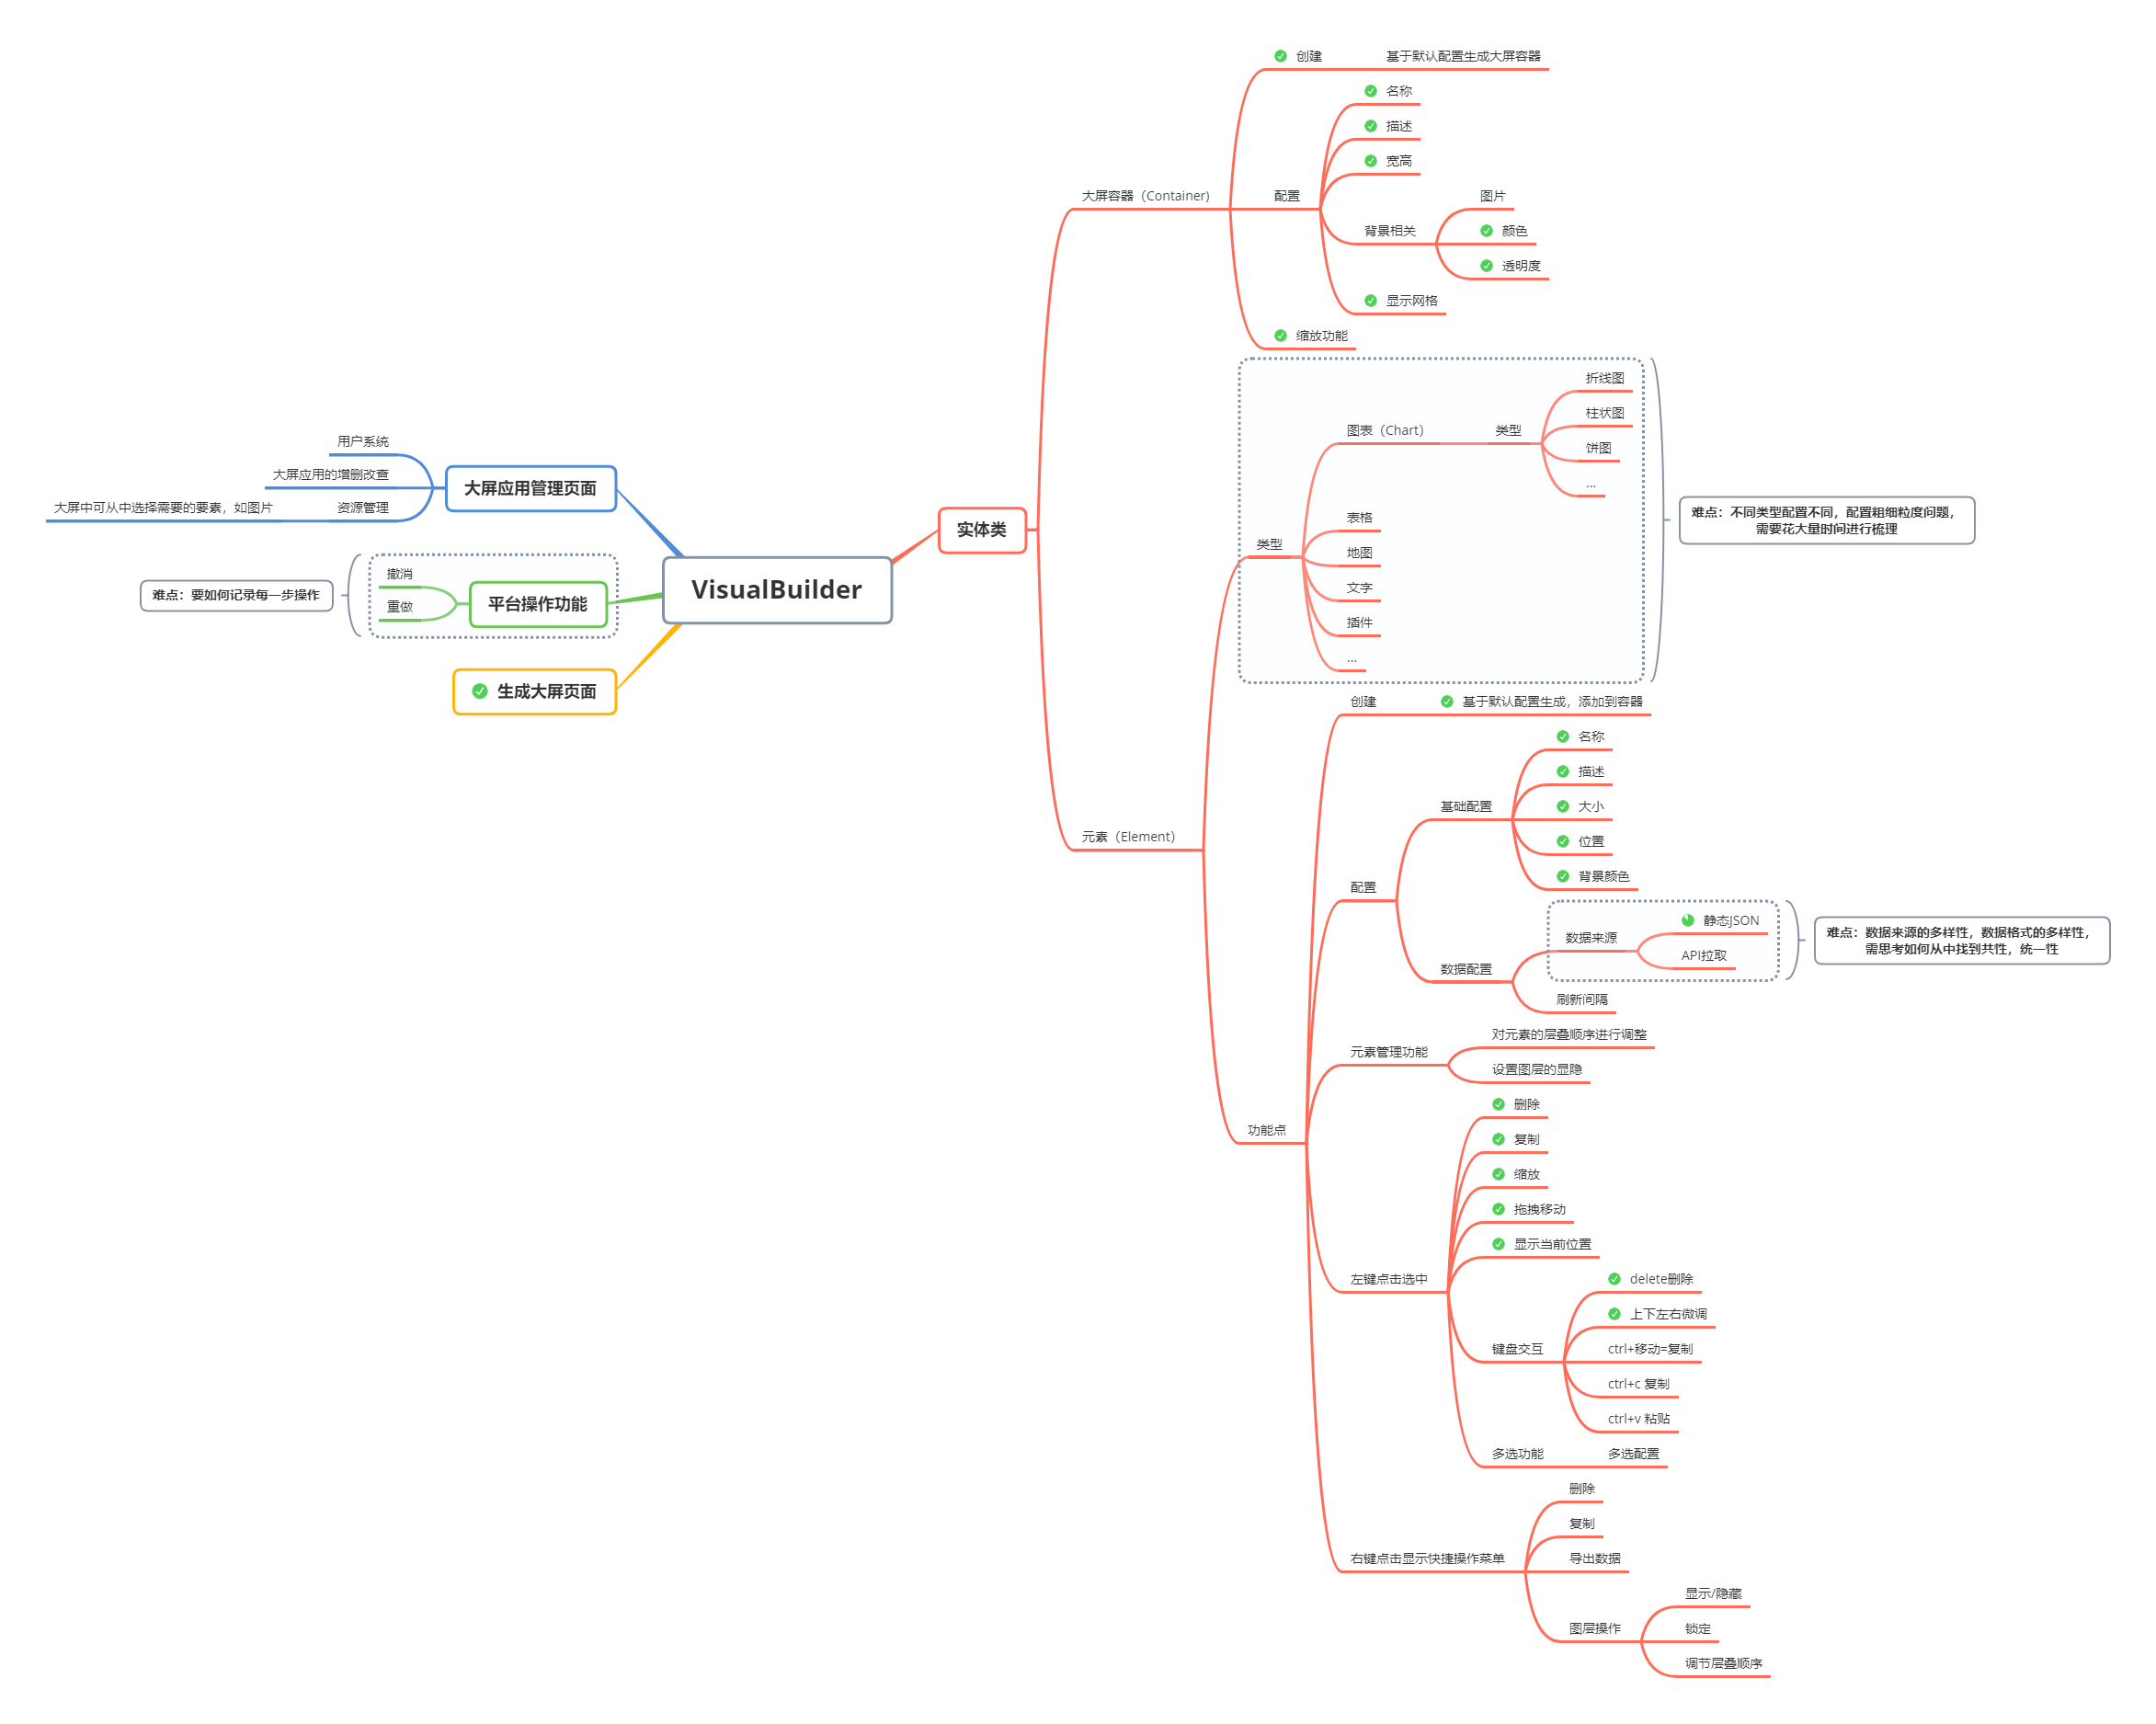 VisualBuilder
大屏应用管理页面
用户系统
大屏应用的增删改查
资源管理
大屏中可从中选择需要的要素，如图片
平台操作功能
撤消
重做
难点：要如何记录每一步操作
生成大屏页面
实体类
大屏容器（Container）
创建
基于默认配置生成大屏容器
配置
名称
描述
宽高
背景相关
图片
颜色
透明度
显示网格
缩放功能
元素（Element）
类型
图表（Chart）
类型
折线图
柱状图
饼图
...
表格
地图
文字
插件
...
难点：不同类型配置不同，配置粗细粒度问题，
需要花大量时间进行梳理
功能点
创建
基于默认配置生成，添加到容器
配置
基础配置
名称
描述
大小
位置
背景颜色
数据配置
数据来源
静态JSON
API拉取
难点：数据来源的多样性，数据格式的多样性，
需思考如何从中找到共性，统一性
刷新间隔
元素管理功能
对元素的层叠顺序进行调整
设置图层的显隐
左键点击选中
删除
复制
缩放
拖拽移动
显示当前位置
键盘交互
delete删除
上下左右微调
ctrl+移动=复制
ctrl+c 复制
ctrl+v 粘贴
多选功能
多选配置
右键点击显示快捷操作菜单
删除
复制
导出数据
图层操作
显示/隐藏
锁定
调节层叠顺序